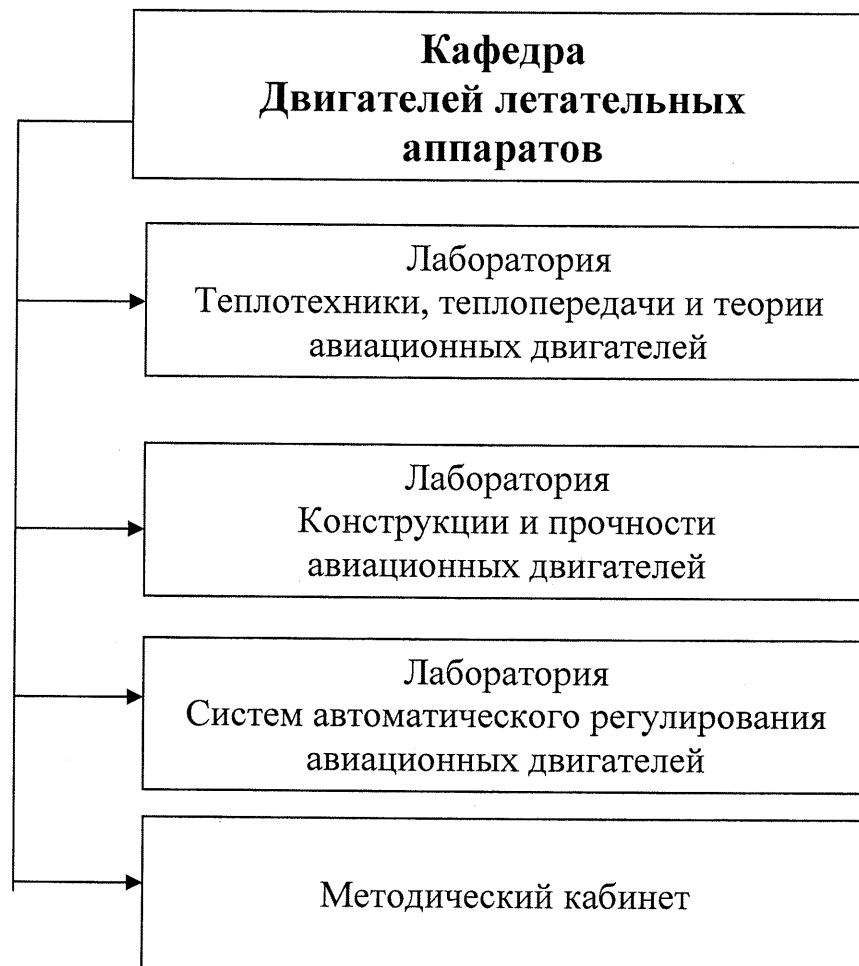 Кафедра
Двигателей летательных
аппаратов
Лаборатория
Теплотехники, теплопередачи и теории
авиационных двигателей
Лаборатория
Конструкции и прочности
авиационных двигателей
Лаборатория
Систем автоматического регулирования
авиационных двигателей
Методический кабинет